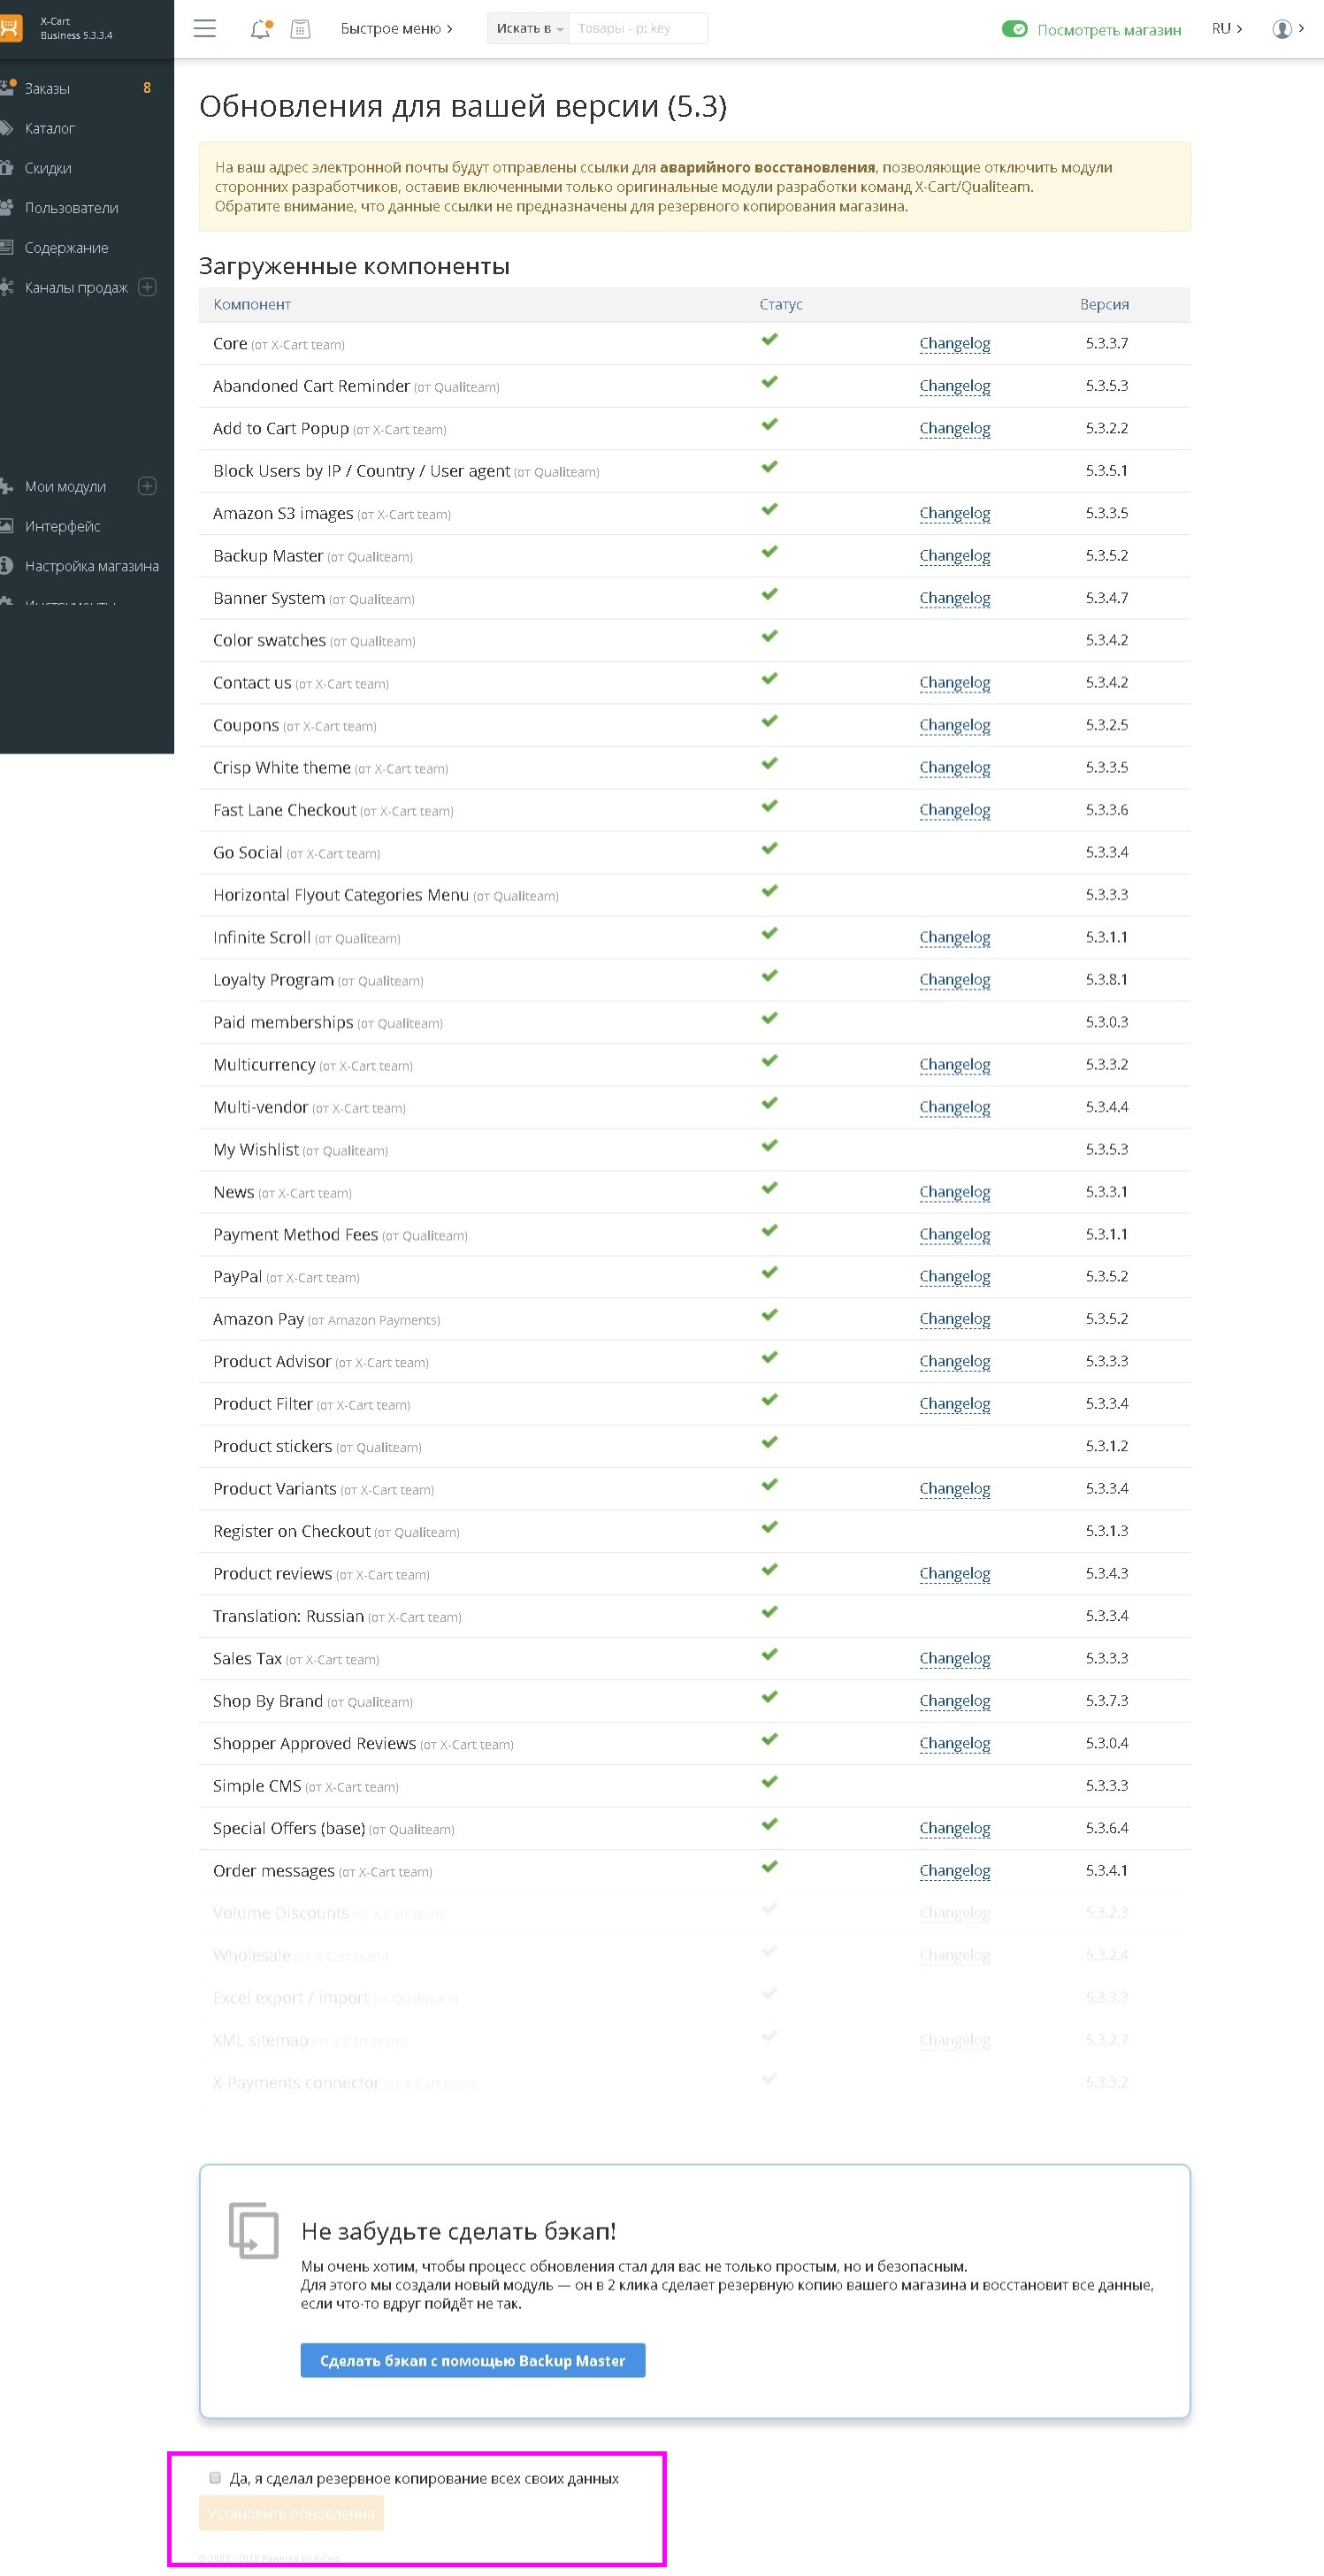 X-Cart
Business 5.3.3.4
Быстрое меню
Искать в
Товары - p: key
Посмотреть магазин
RU
Заказы 8
Каталог
Скидки
Пользователи
Содержание
Каналы продаж
Мои модули
Интерфейс
Настройка магазина
Инструменты
Обновления для вашей версии (5.3)
На ваш адрес электронной почты будут отправлены ссылки для аварийного восстановления, позволяющие отключить модули
сторонних разработчиков, оставив включенными только оригинальные модули разработки команд X-Cart/Qualiteam.
Обратите внимание, что данные ссылки не предназначены для резервного копирования магазина.
Загруженные компоненты
Компонент Статус Версия
Core (от X-Cart team) Changelog 5.3.3.7
Abandoned Cart Reminder (от Qualiteam) Changelog 5.3.5.3
Add to Cart Popup (от X-Cart team) Changelog 5.3.2.2
Block Users by IP / Country / User agent (от Qualiteam) 5.3.5.1
Amazon S3 images (от X-Cart team) Changelog 5.3.3.5
Backup Master (от Qualiteam) Changelog 5.3.5.2
Banner System (от Qualiteam) Changelog 5.3.4.7
Color swatches (от Qualiteam) 5.3.4.2
Contact us (от X-Cart team) Changelog 5.3.4.2
Coupons (от X-Cart team) Changelog 5.3.2.5
Crisp White theme (от X-Cart team) Changelog 5.3.3.5
Fast Lane Checkout (от X-Cart team) Changelog 5.3.3.6
Go Social (от X-Cart team) 5.3.3.4
Horizontal Flyout Categories Menu (от Qualiteam) 5.3.3.3
Infinite Scroll (от Qualiteam) Changelog 5.3.1.1
Loyalty Program (от Qualiteam) Changelog 5.3.8.1
Paid memberships (от Qualiteam) 5.3.0.3
Multicurrency (от X-Cart team) Changelog 5.3.3.2
Multi-vendor (от X-Cart team) Changelog 5.3.4.4
My Wishlist (от Qualiteam) 5.3.5.3
News (от X-Cart team) Changelog 5.3.3.1
Payment Method Fees (от Qualiteam) Changelog 5.3.1.1
PayPal (от X-Cart team) Changelog 5.3.5.2
Amazon Pay (от Amazon Payments) Changelog 5.3.5.2
Product Advisor (от X-Cart team) Changelog 5.3.3.3
Product Filter (от X-Cart team) Changelog 5.3.3.4
Product stickers (от Qualiteam) 5.3.1.2
Product Variants (от X-Cart team) Changelog 5.3.3.4
Register on Checkout (от Qualiteam) 5.3.1.3
Product reviews (от X-Cart team) Changelog 5.3.4.3
Translation: Russian (от X-Cart team) 5.3.3.4
Sales Tax (от X-Cart team) Changelog 5.3.3.3
Shop By Brand (от Qualiteam) Changelog 5.3.7.3
Shopper Approved Reviews (от X-Cart team) Changelog 5.3.0.4
Simple CMS (от X-Cart team) 5.3.3.3
Special Offers (base) (от Qualiteam) Changelog 5.3.6.4
Order messages (от X-Cart team) Changelog 5.3.4.1
Volume Discounts (от X-Cart team) Changelog 5.3.2.3
Wholesale (от X-Cart team) Changelog 5.3.2.4
Excel export / import (от Qualiteam) 5.3.3.3
XML sitemap (от X-Cart team) Changelog 5.3.2.7
X-Payments connector (от X-Cart team) 5.3.3.2
Не забудьте сделать бэкап!
Мы очень хотим, чтобы процесс обновления стал для вас не только простым, но и безопасным.
Для этого мы создали новый модуль — он в 2 клика сделает резервную копию вашего магазина и восстановит все данные,
если что-то вдруг пойдёт не так.
Сделать бэкап с помощью Backup Master
Да, я сделал резервное копирование всех своих данных
Установить обновления
© 2002 - 2018 Powered by X-Cart